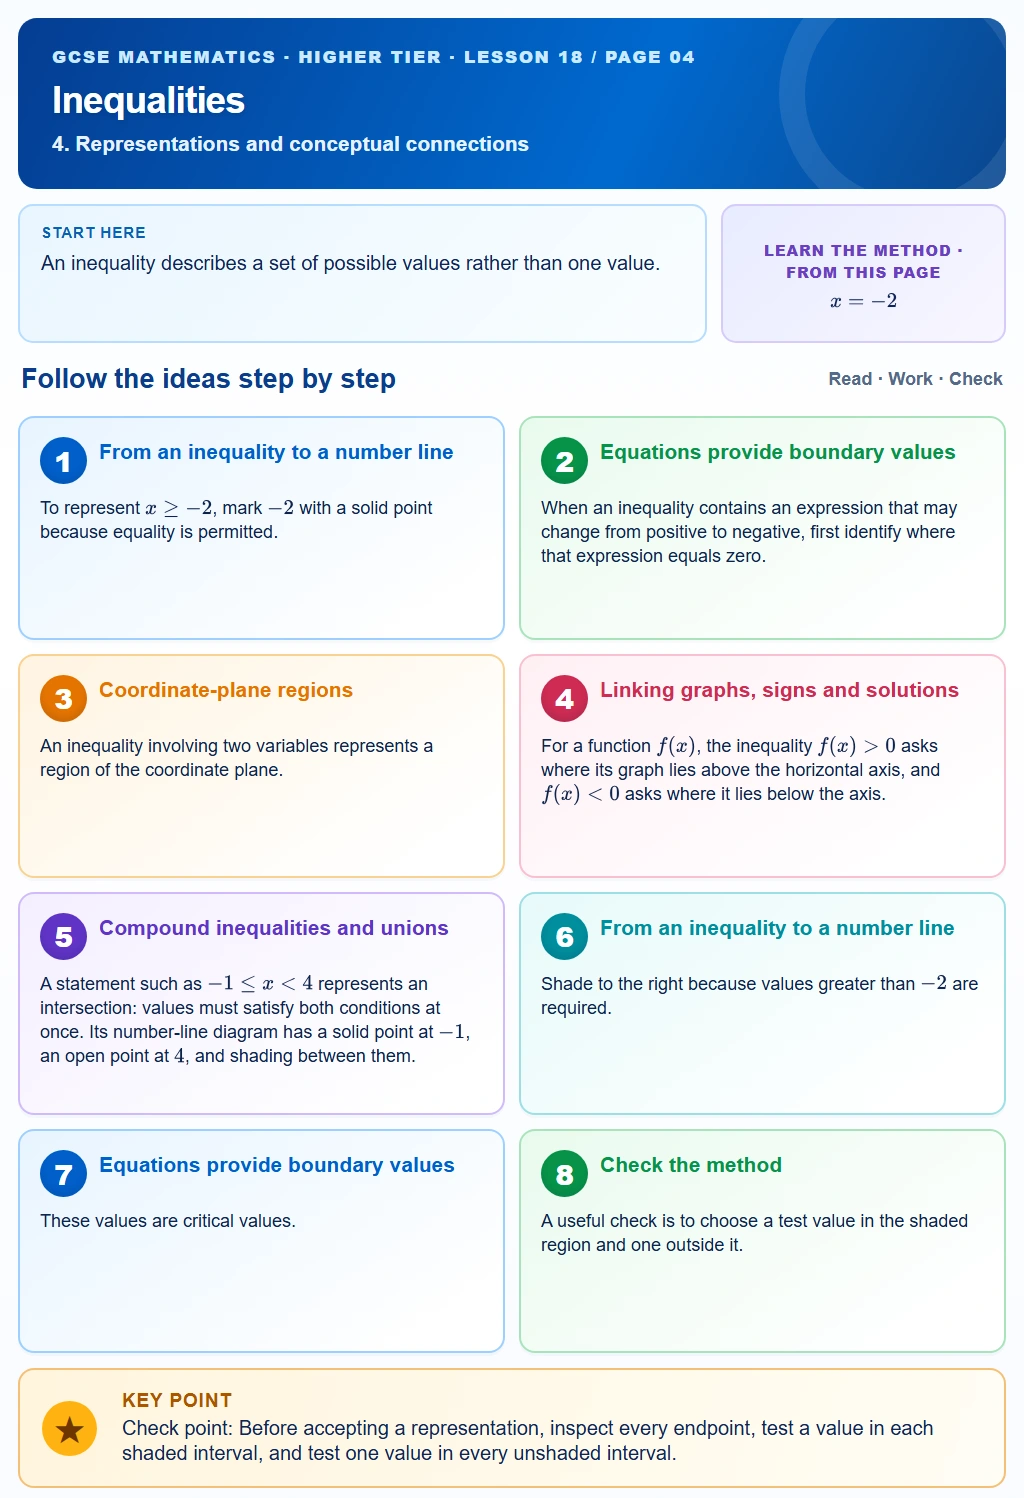 GCSE MATHEMATICS · HIGHER TIER · LESSON 18 / PAGE 04
Inequalities
4. Representations and conceptual connections
START HERE
An inequality describes a set of possible values rather than one value.
LEARN THE METHOD ·
FROM THIS PAGE
x = −2
Follow the ideas step by step
Read · Work · Check
1
From an inequality to a number line
To represent x ≥ −2, mark −2 with a solid point
because equality is permitted.
2
Equations provide boundary values
When an inequality contains an expression that may
change from positive to negative, first identify where
that expression equals zero.
3
Coordinate-plane regions
An inequality involving two variables represents a
region of the coordinate plane.
4
Linking graphs, signs and solutions
For a function f(x), the inequality f(x) > 0 asks
where its graph lies above the horizontal axis, and
f(x) < 0 asks where it lies below the axis.
5
Compound inequalities and unions
A statement such as −1 ≤ x < 4 represents an
intersection: values must satisfy both conditions at
once. Its number-line diagram has a solid point at −1,
an open point at 4, and shading between them.
6
From an inequality to a number line
Shade to the right because values greater than −2 are
required.
7
Equations provide boundary values
These values are critical values.
8
Check the method
A useful check is to choose a test value in the shaded
region and one outside it.
KEY POINT
Check point: Before accepting a representation, inspect every endpoint, test a value in each
shaded interval, and test one value in every unshaded interval.